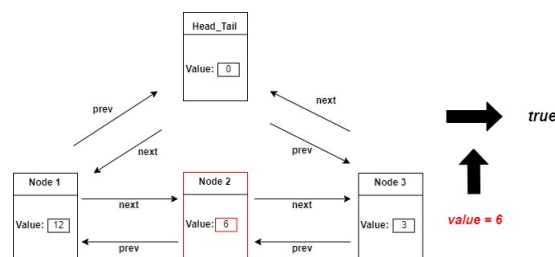 Head_Tail
Value: 0
prev
next
next
prev
true
Node 1
Value: 12
next
prev
Node 2
Value: 6
next
prev
Node 3
Value: 3
value = 6